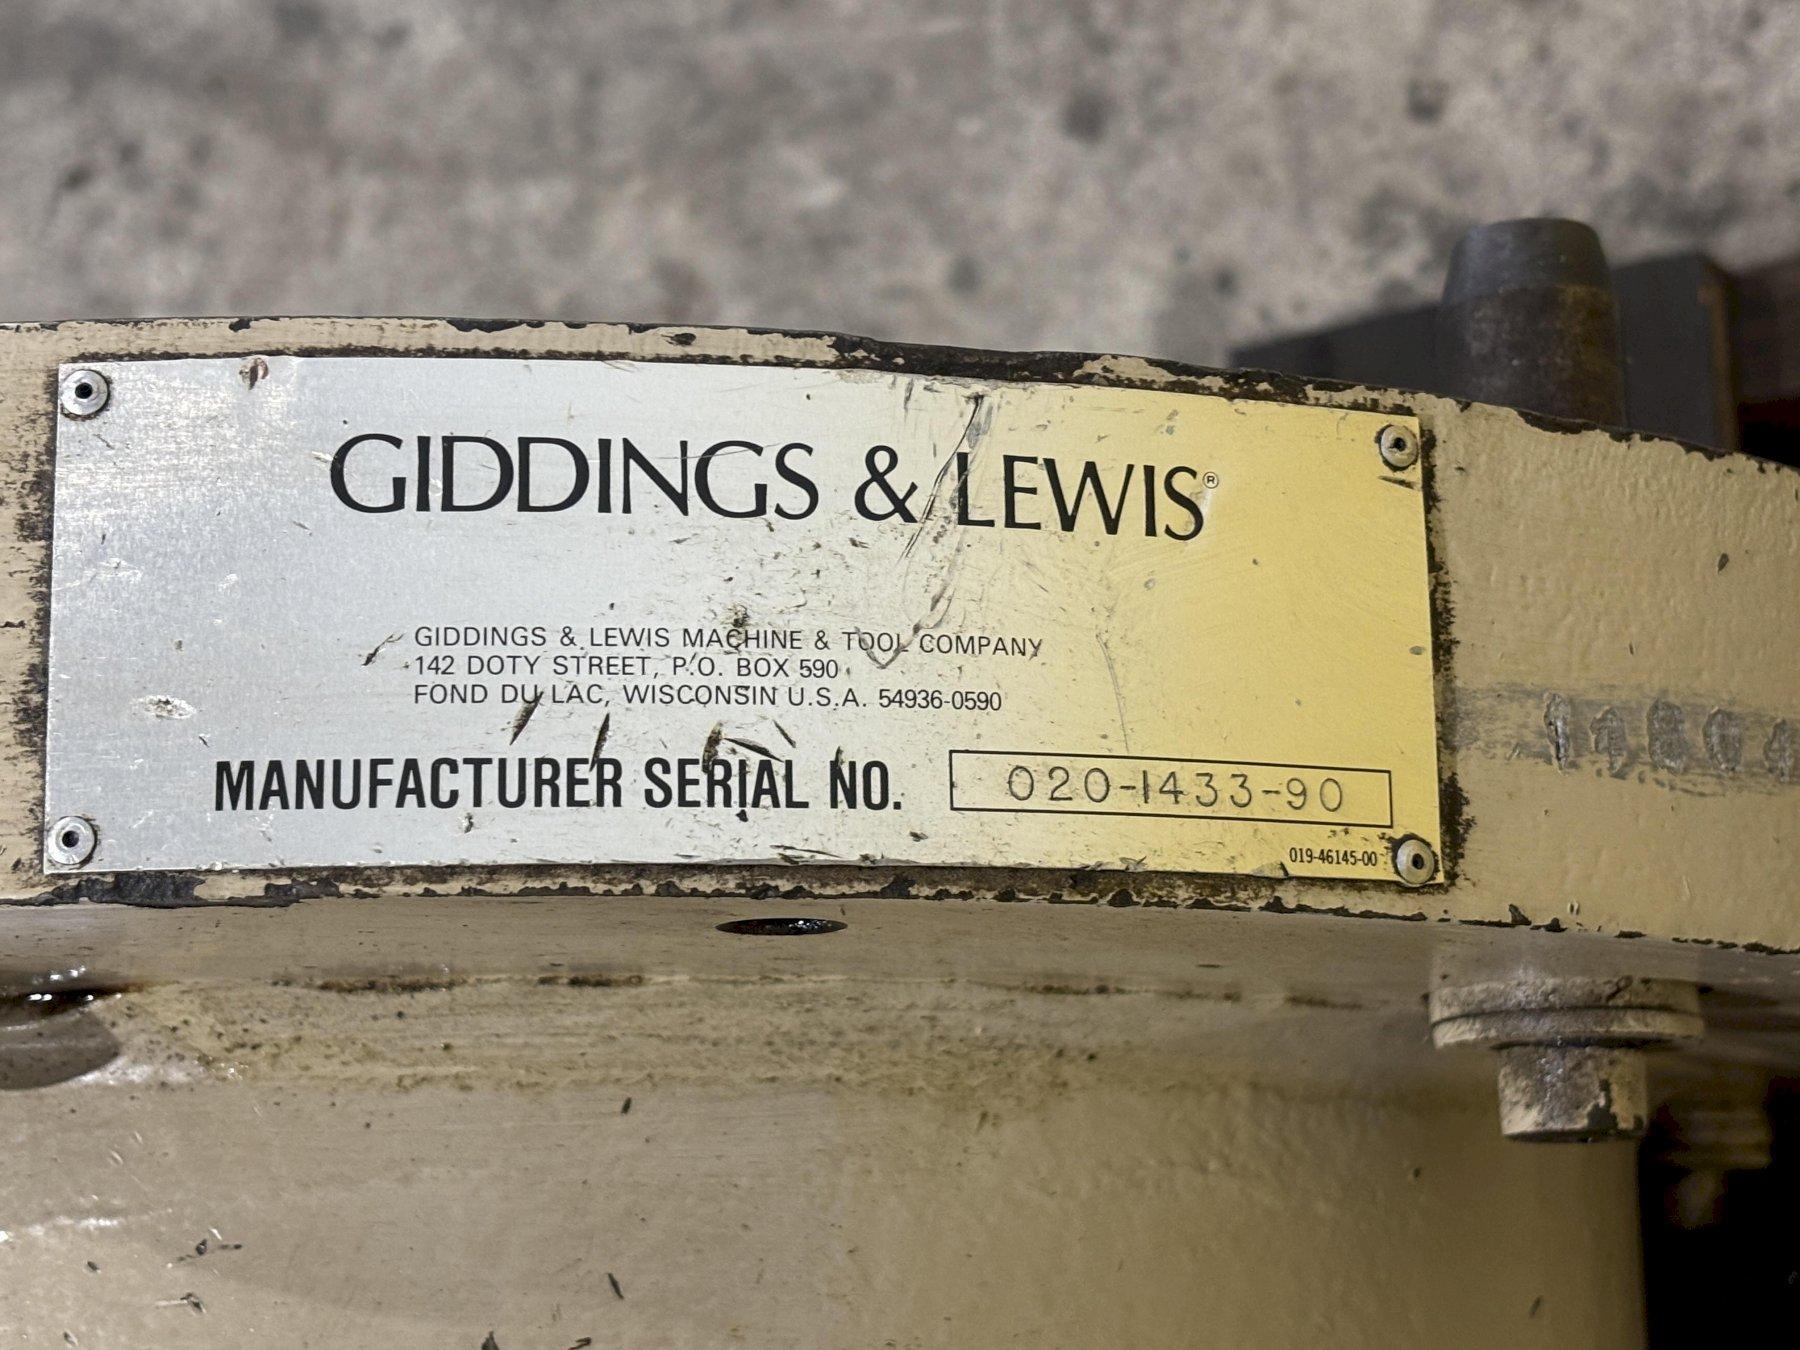 GIDDINGS & LEWIS®
GIDDINGS & LEWIS MACHINE & TOOL COMPANY
142 DOTY STREET, P.O. BOX 590
FOND DU LAC, WISCONSIN U.S.A. 54936-0590
MANUFACTURER SERIAL NO. 020-1433-90
019-46145-00